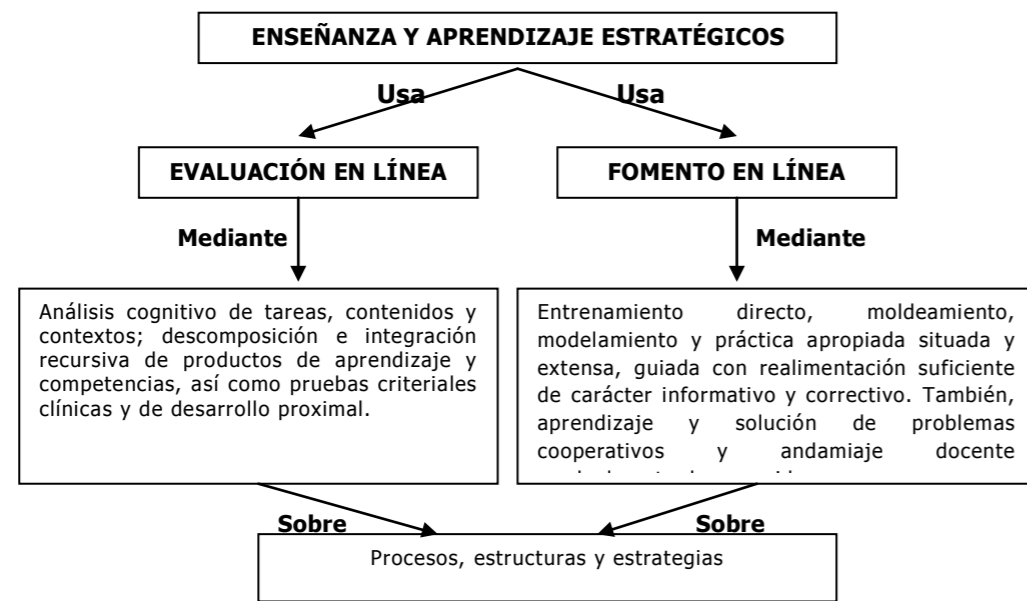 ENSEÑANZA Y APRENDIZAJE ESTRATÉGICOS
Usa
Usa
EVALUACIÓN EN LÍNEA
FOMENTO EN LÍNEA
Mediante
Mediante
Análisis cognitivo de tareas, contenidos y
contextos; descomposición e integración
recursiva de productos de aprendizaje y
competencias, así como pruebas criteriales
clínicas y de desarrollo proximal.
Entrenamiento directo, moldeamiento,
modelamiento y práctica apropiada situada y
extensa, guiada con realimentación suficiente
de carácter informativo y correctivo. También,
aprendizaje y solución de problemas
cooperativos y andamiaje docente
Sobre
Sobre
Procesos, estructuras y estrategias